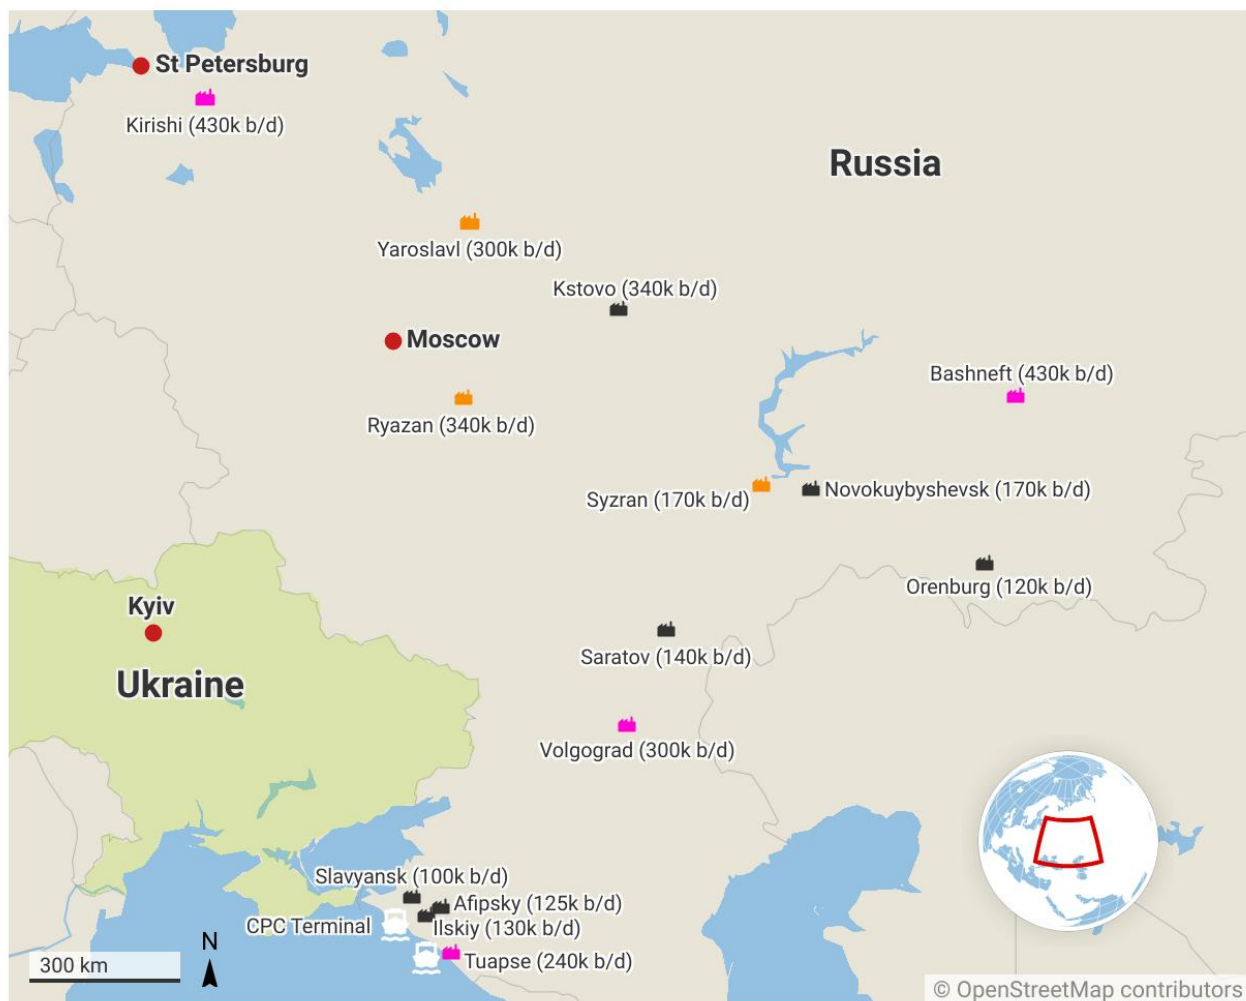 St Petersburg
Kirishi (430k b/d)
Russia
Yaroslavl (300k b/d)
Kstovo (340k b/d)
Moscow
Bashneft (430k b/d)
Ryazan (340k b/d)
Syzran (170k b/d)
Novokuybyshevsk (170k b/d)
Orenburg (120k b/d)
Kyiv
Saratov (140k b/d)
Ukraine
Volgograd (300k b/d)
Slavyansk (100k b/d)
Afipsky (125k b/d)
CPC Terminal
Ilskiy (130k b/d)
N
Tuapse (240k b/d)
300 km
© OpenStreetMap contributors